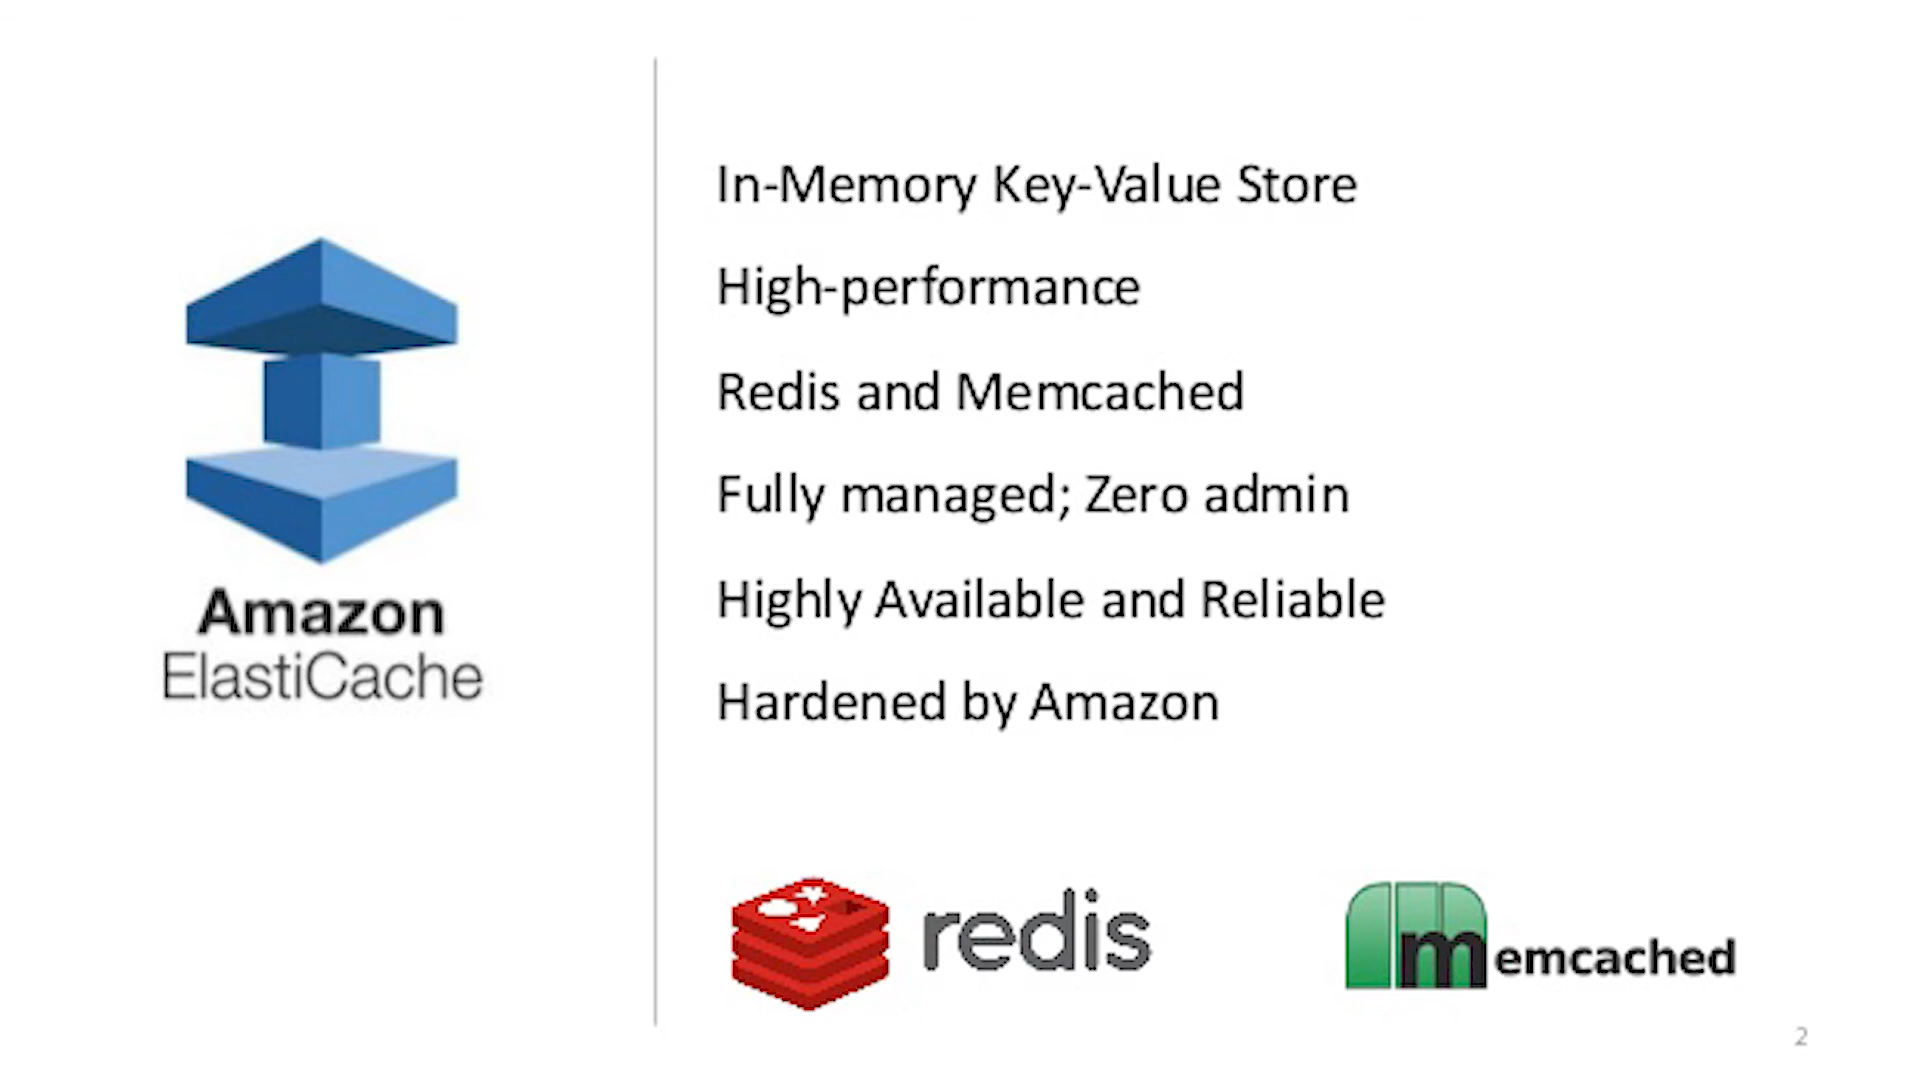 Amazon
ElastiCache
In-Memory Key-Value Store
High-performance
Redis and Memcached
Fully managed; Zero admin
Highly Available and Reliable
Hardened by Amazon
redis
memcached
2